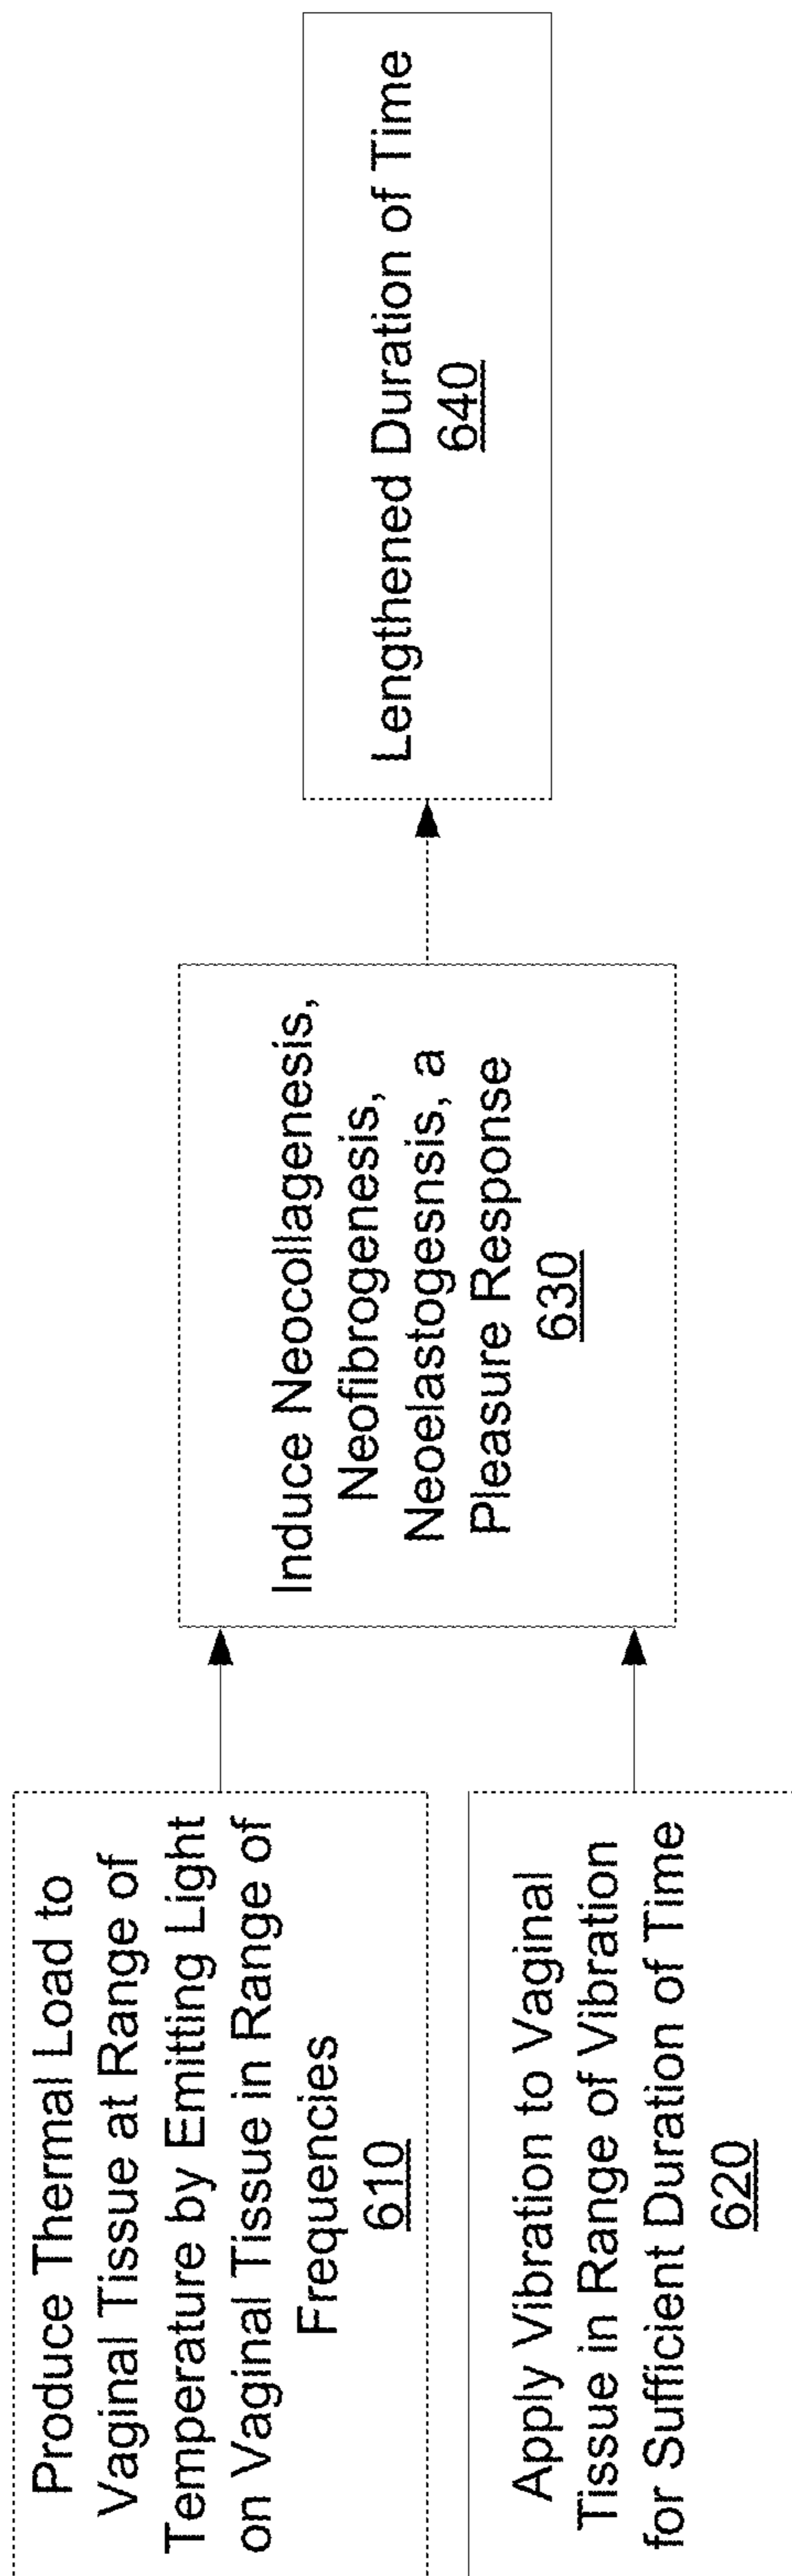 Produce Thermal Load to
Vaginal Tissue at Range of
Temperature by Emitting Light
on Vaginal Tissue in Range of
Frequencies
610
Apply Vibration to Vaginal
Tissue in Range of Vibration
for Sufficient Duration of Time
620
Induce Neocollagenesis,
Neofibrogenesis,
Neoelastogesnsis, a
Pleasure Response
630
Lengthened Duration of Time
640